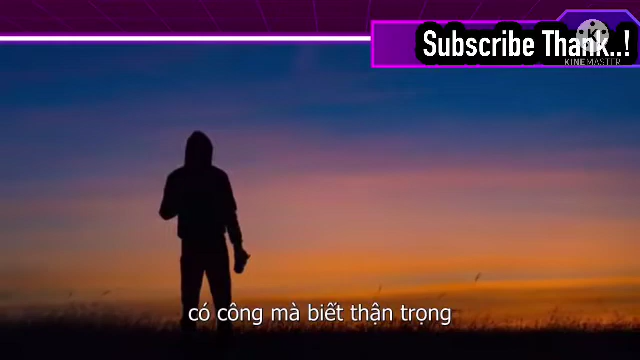 Subscribe Thank..!
KINEMASTER
có công mà biết thận trọng